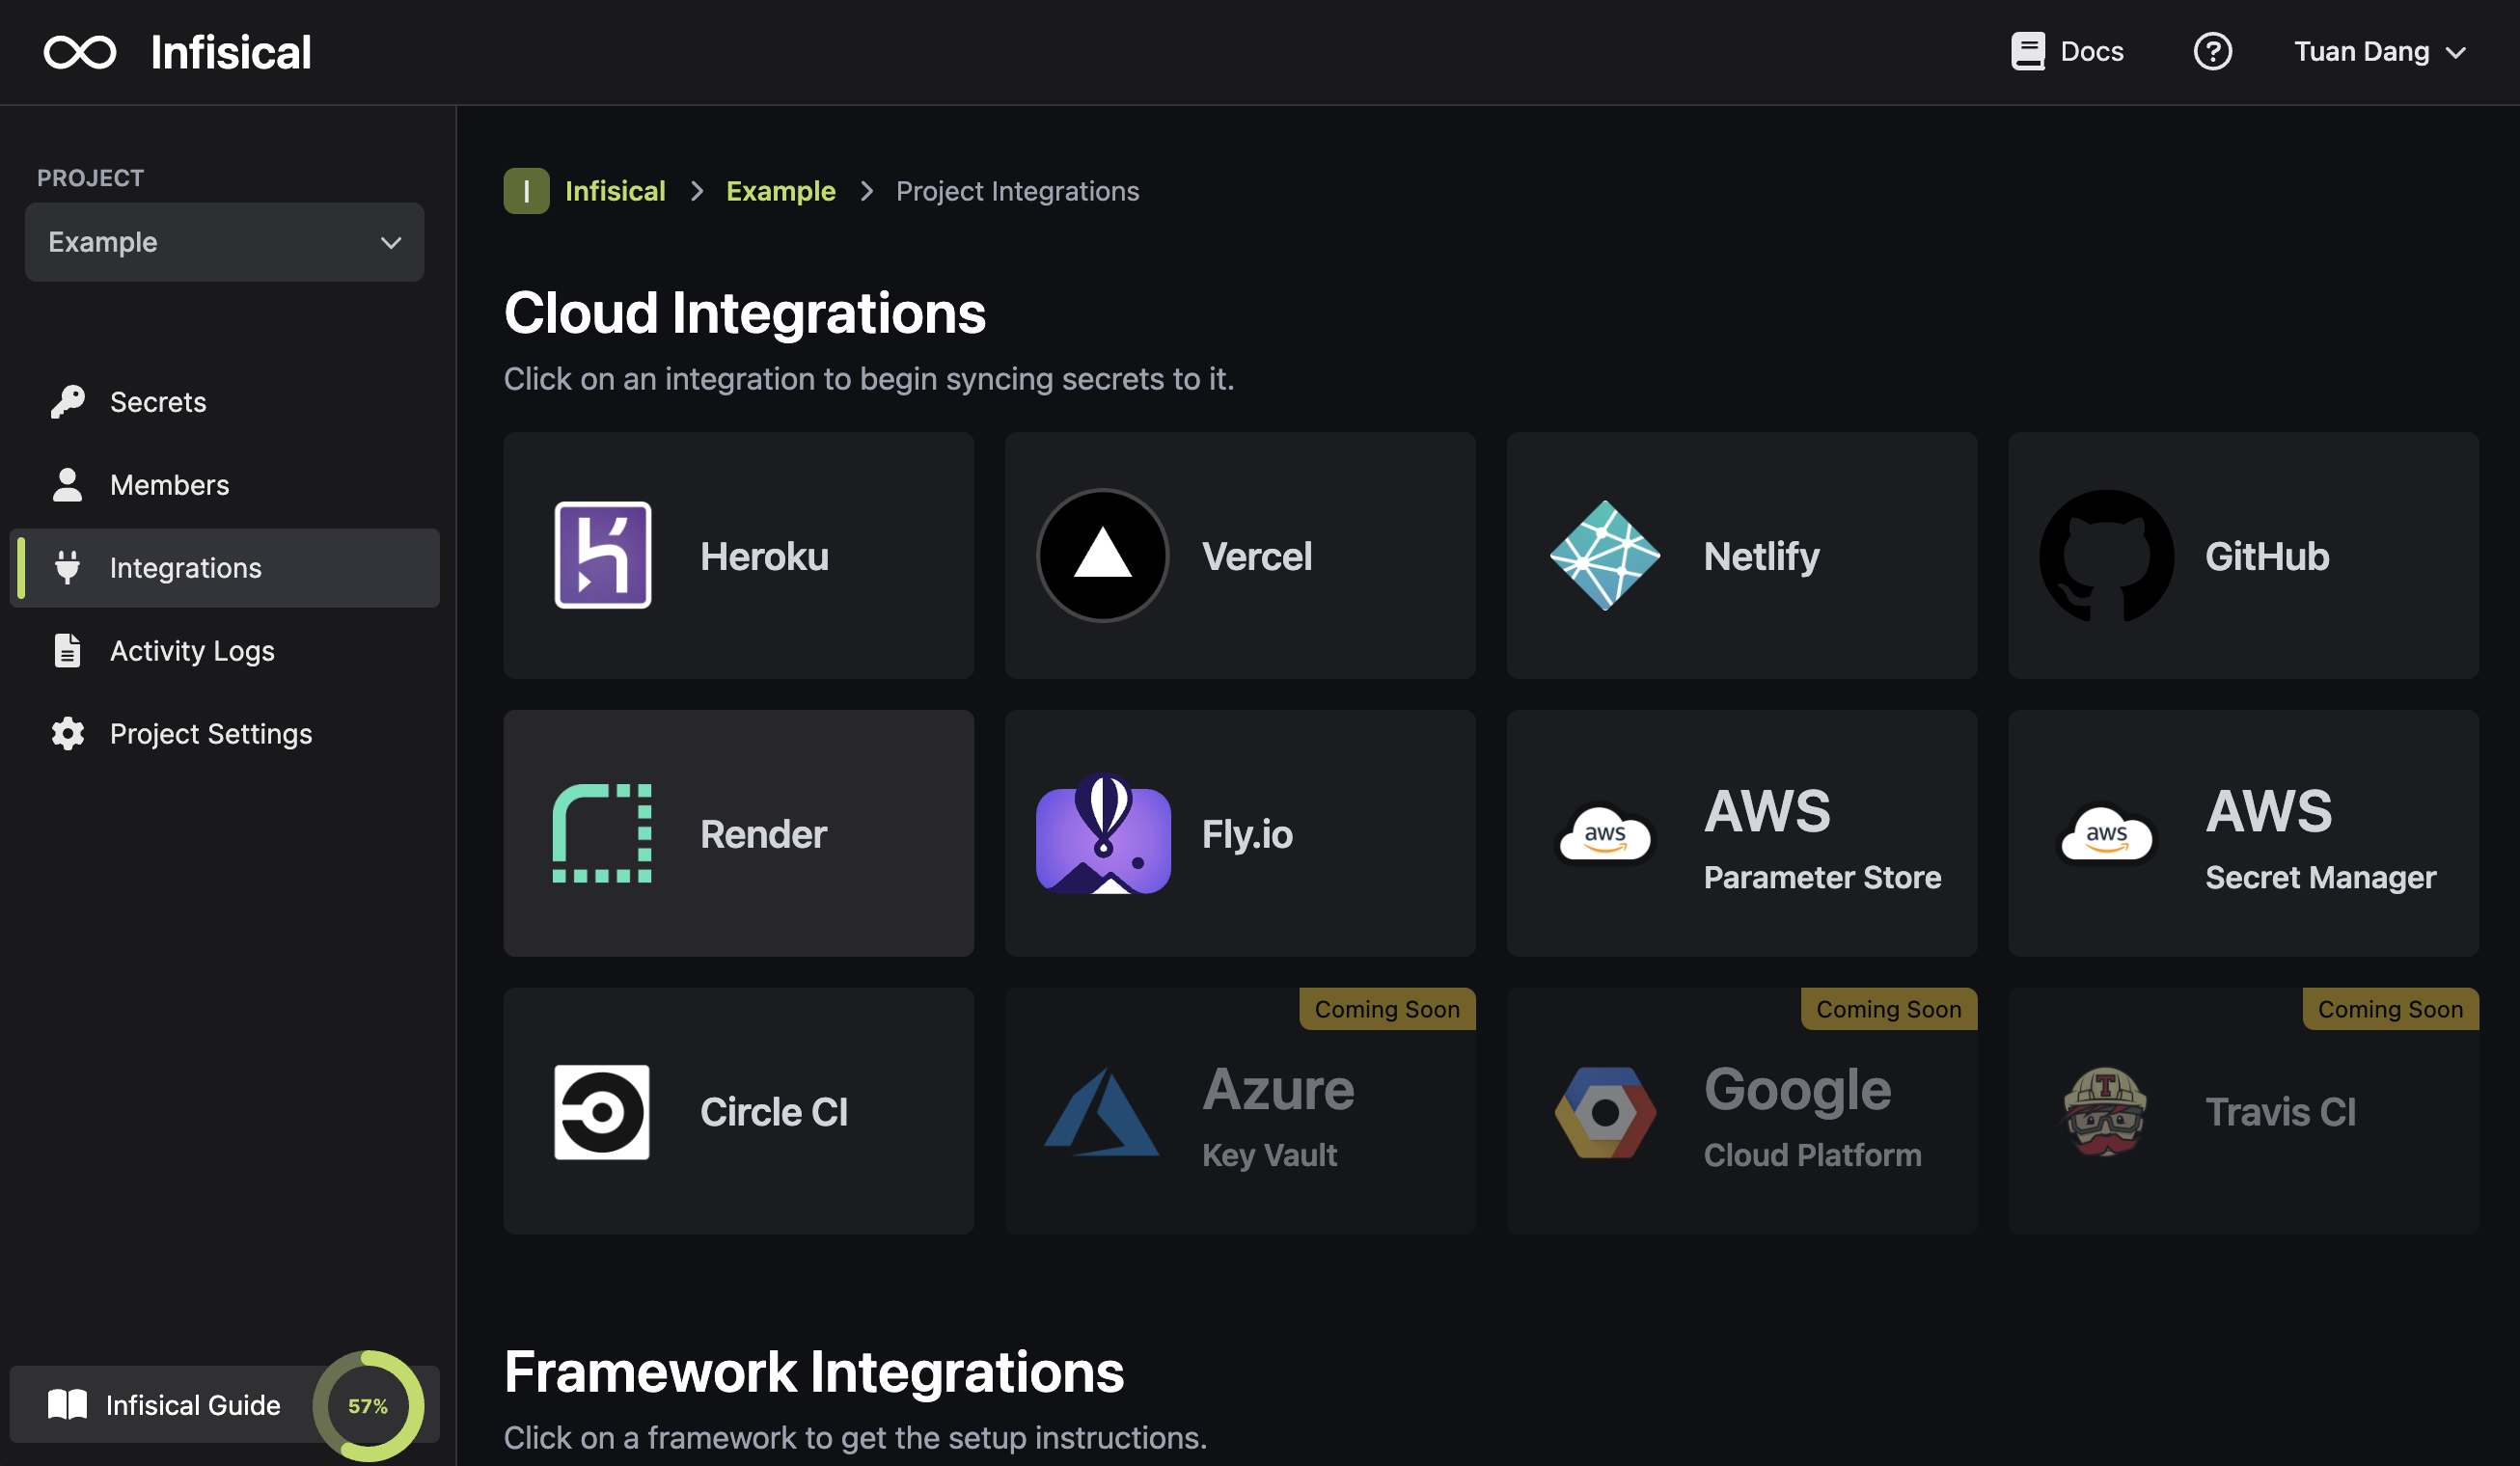 Infisical
Docs
Tuan Dang
PROJECT
Example
Secrets
Members
Integrations
Activity Logs
Project Settings
Infisical Guide
57%
I Infisical > Example > Project Integrations
Cloud Integrations
Click on an integration to begin syncing secrets to it.
Heroku
Vercel
Netlify
GitHub
Render
Fly.io
aws
AWS
Parameter Store
aws
AWS
Secret Manager
Circle CI
Coming Soon
Azure
Key Vault
Coming Soon
Google
Cloud Platform
Coming Soon
T
Travis CI
Framework Integrations
Click on a framework to get the setup instructions.